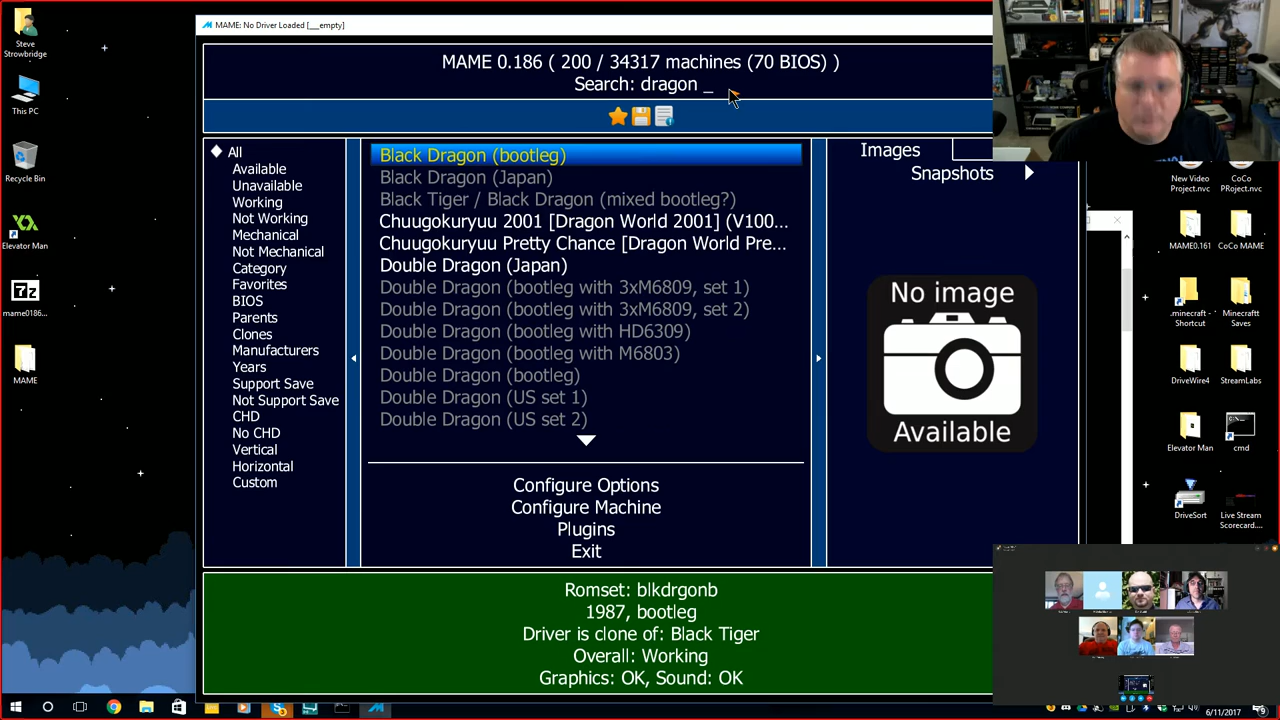 Steve
Strowbridge
This PC
Recycle Bin
Elevator Man
mame0186...
MAME
MAME: No Driver Loaded [___empty]
MAME 0.186 ( 200 / 34317 machines (70 BIOS) )
Search: dragon _
All
Available
Unavailable
Working
Not Working
Mechanical
Not Mechanical
Category
Favorites
BIOS
Parents
Clones
Manufacturers
Years
Support Save
Not Support Save
CHD
No CHD
Vertical
Horizontal
Custom
Black Dragon (bootleg)
Black Dragon (Japan)
Black Tiger / Black Dragon (mixed bootleg?)
Chuugokuryuu 2001 [Dragon World 2001] (V100...
Chuugokuryuu Pretty Chance [Dragon World Pre...
Double Dragon (Japan)
Double Dragon (bootleg with 3xM6809, set 1)
Double Dragon (bootleg with 3xM6809, set 2)
Double Dragon (bootleg with HD6309)
Double Dragon (bootleg with M6803)
Double Dragon (bootleg)
Double Dragon (US set 1)
Double Dragon (US set 2)
Configure Options
Configure Machine
Plugins
Exit
Images
Snapshots
No image
Available
Romset: blkdrgonb
1987, bootleg
Driver is clone of: Black Tiger
Overall: Working
Graphics: OK, Sound: OK
New Video
Project.nvc
CoCo
PRoject.nvc
MAME0.161
CoCo MAME
.minecraft -
Shortcut
Minecraftt
Saves
DriveWire4
StreamLabs
Elevator Man
cmd
DriveSort
Live Stream
Scorecard....
6/11/2017